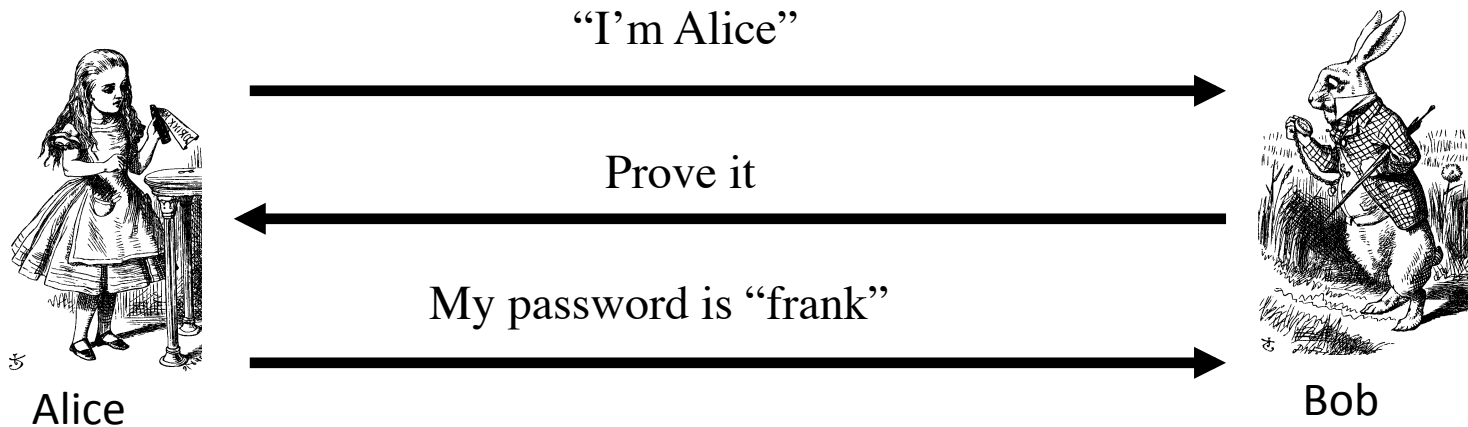 “I’m Alice”
Prove it
My password is “frank”
Alice
Bob